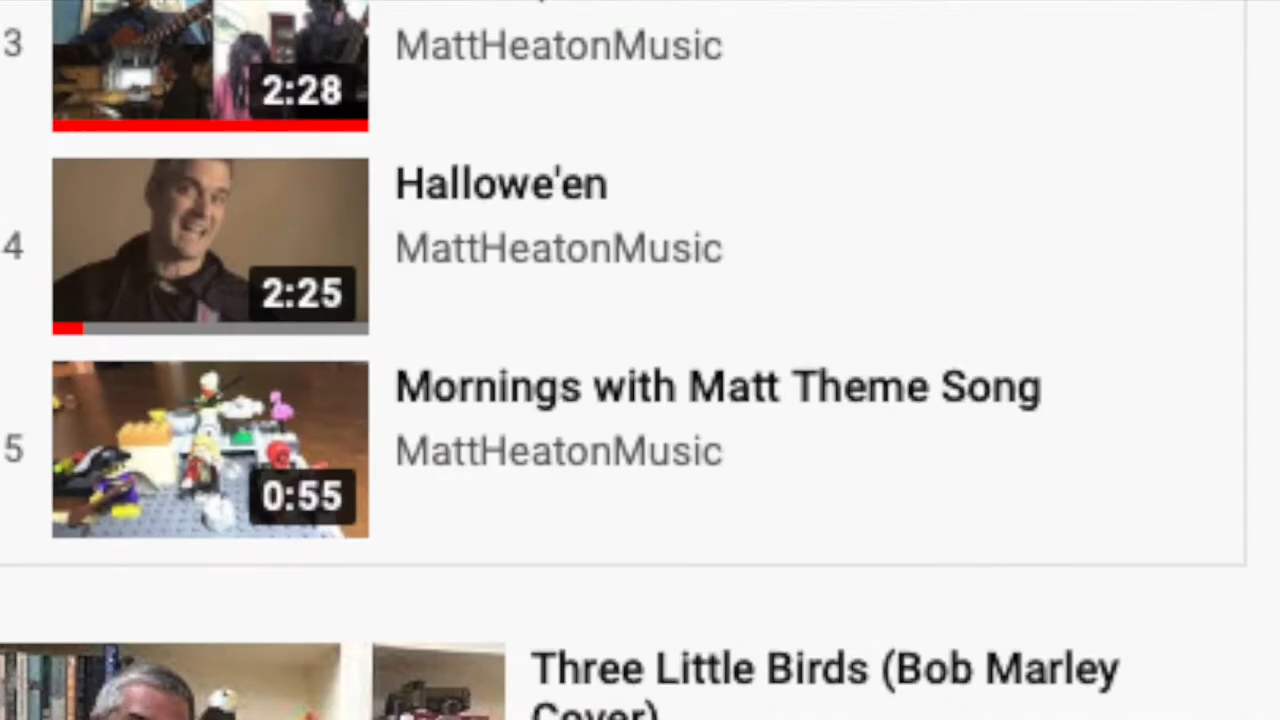 3
MattHeatonMusic
2:28
Hallowe'en
4
MattHeatonMusic
2:25
Mornings with Matt Theme Song
5
MattHeatonMusic
0:55
Three Little Birds (Bob Marley
Cover)